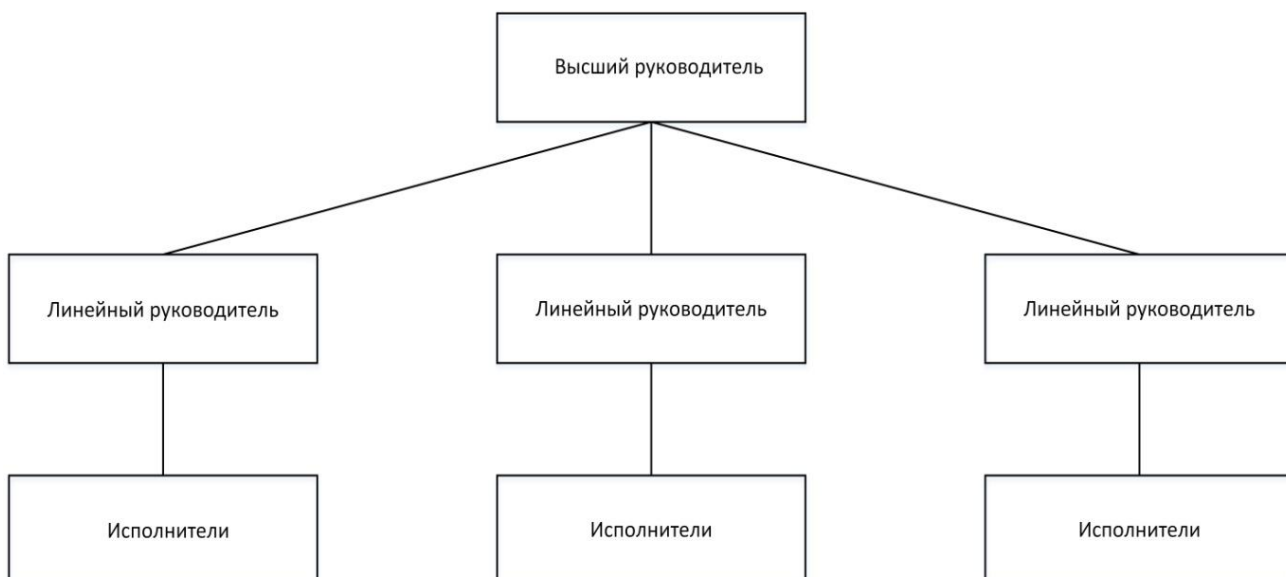 Высший руководитель
Линейный руководитель
Линейный руководитель
Линейный руководитель
Исполнители
Исполнители
Исполнители